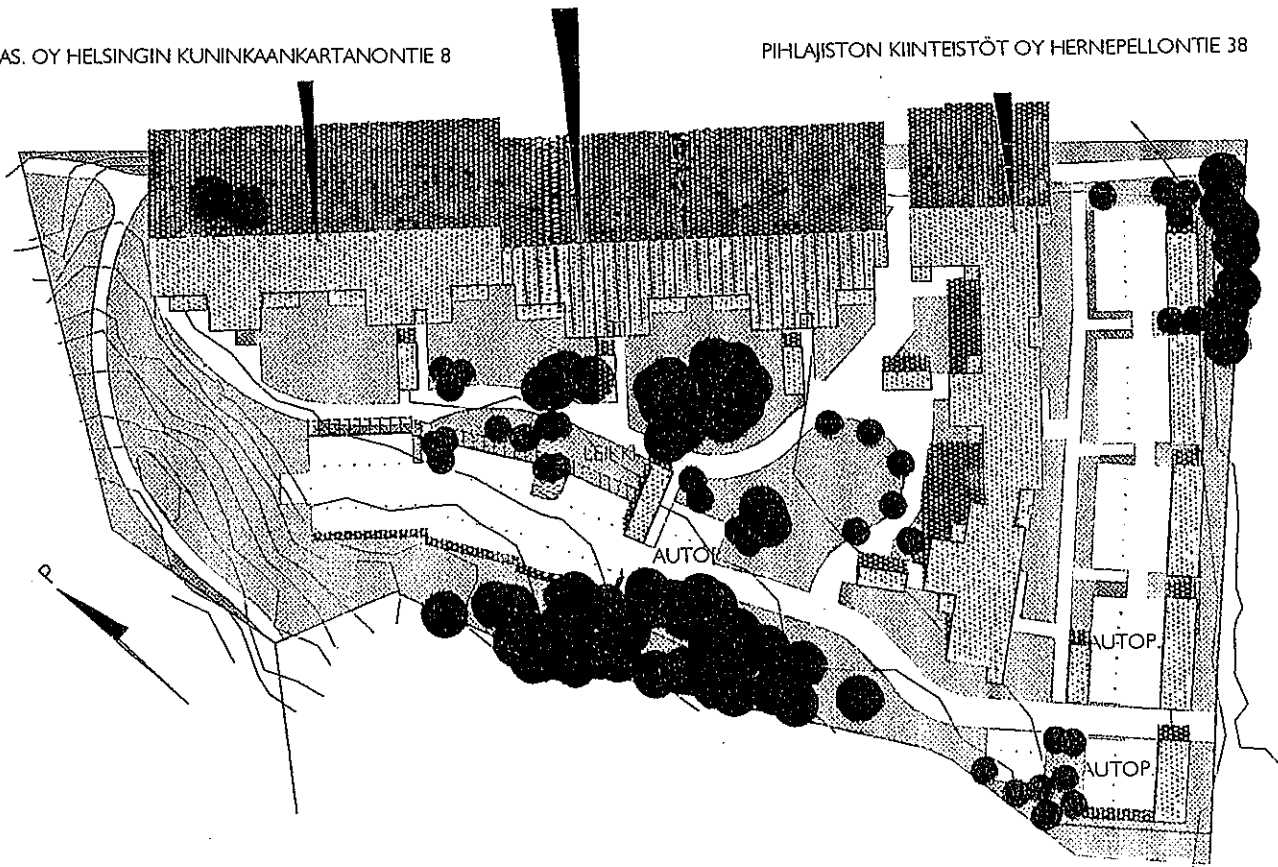 AS. OY HELSINGIN KUNINKAANKARTANONTIE 8
PIHLAJISTON KIINTEISTÖT OY HERNEPELLONTIE 38
LEIKKI
P
AUTOP.
AUTOP.
AUTOP.